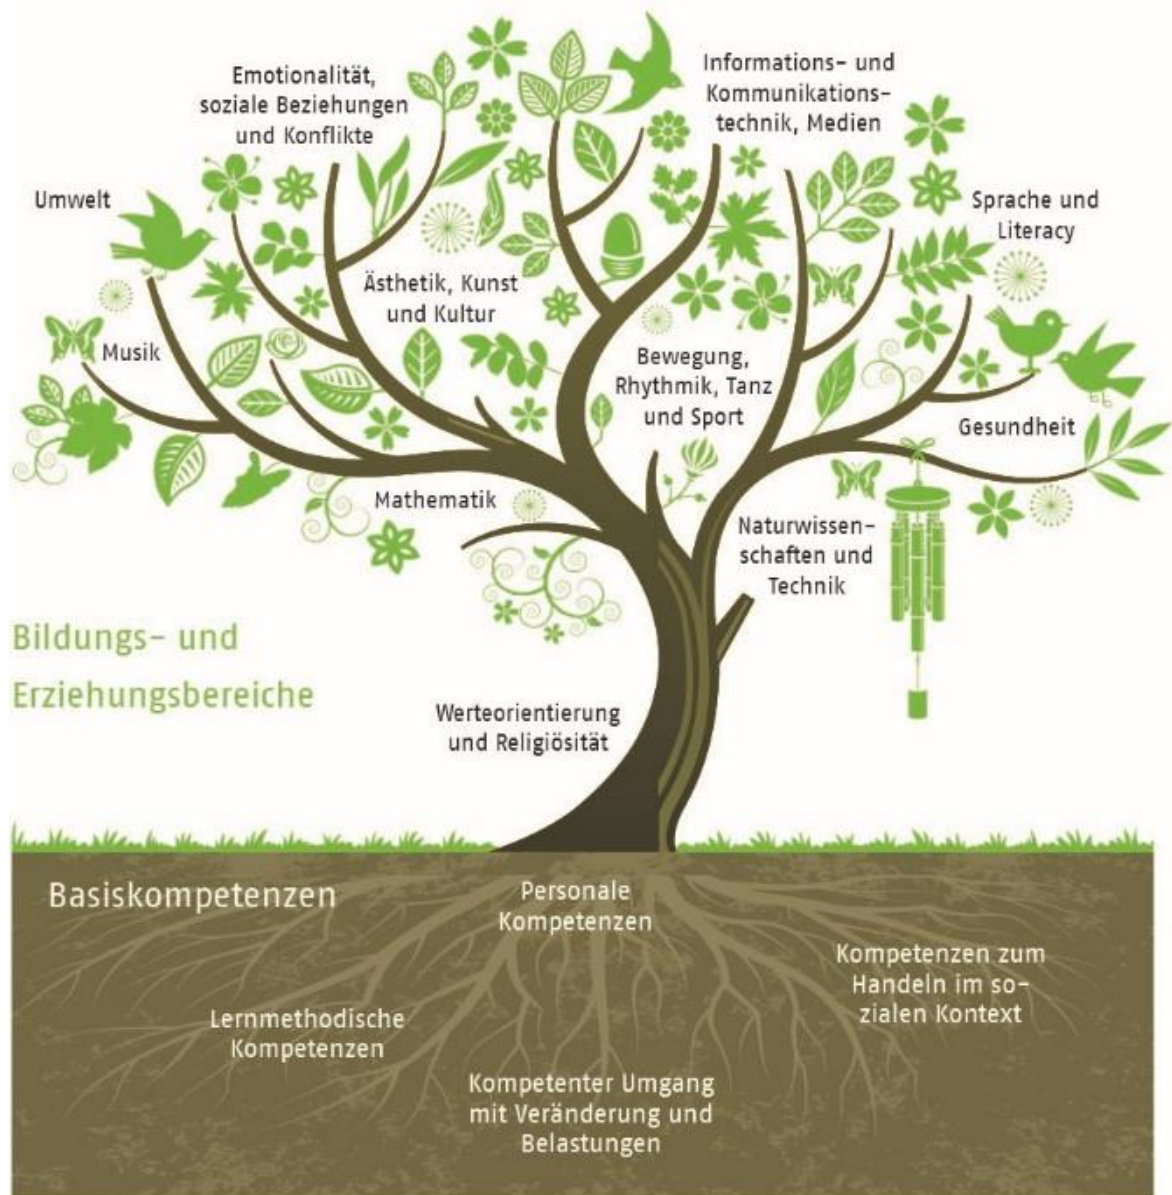 Emotionalität,
soziale Beziehungen
und Konflikte
Informations- und
Kommunikations-
technik, Medien
Umwelt
Sprache und
Literacy
Ästhetik, Kunst
und Kultur
Musik
Bewegung,
Rhythmik, Tanz
und Sport
Gesundheit
Mathematik
Naturwissen-
schaften und
Technik
Bildungs- und
Erziehungsbereiche
Werteorientierung
und Religiösität
Basiskompetenzen
Personale
Kompetenzen
Kompetenzen zum
Handeln im so-
zialen Kontext
Lernmethodische
Kompetenzen
Kompetenter Umgang
mit Veränderung und
Belastungen